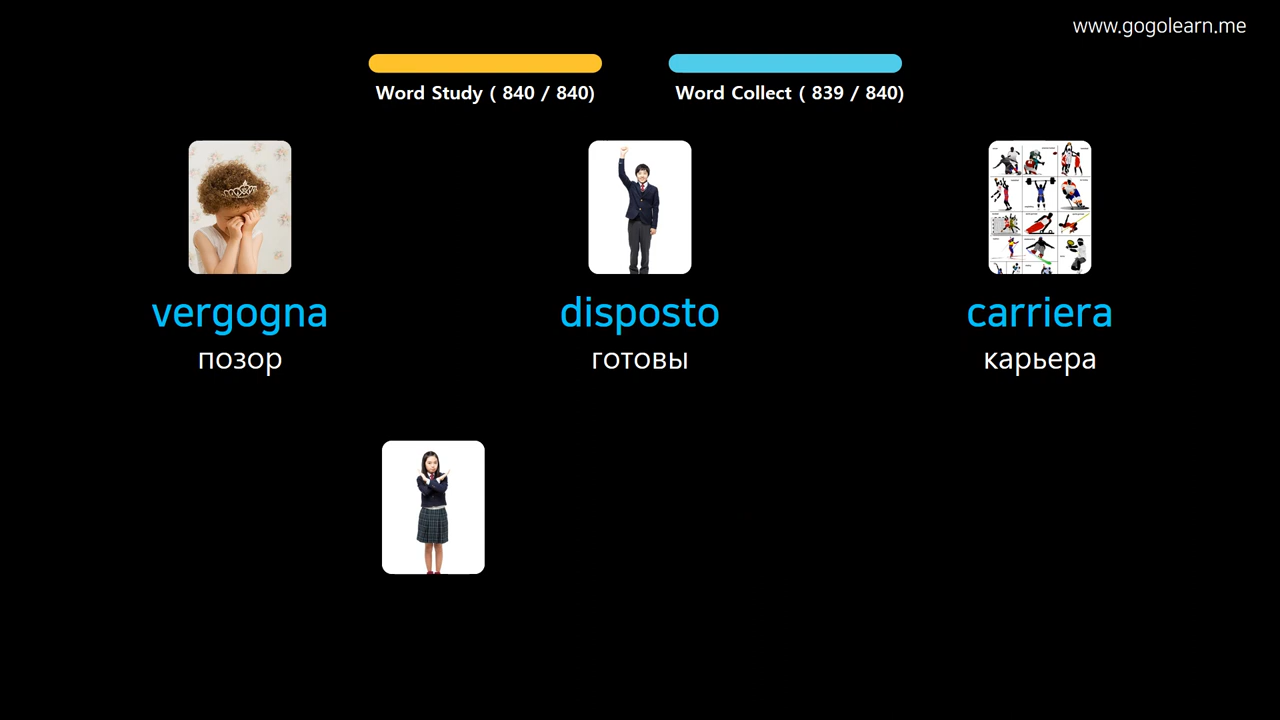 www.gogolearn.me
Word Study ( 840 / 840)
Word Collect ( 839 / 840)
vergogna
disposto
carriera
позор
готовы
карьера